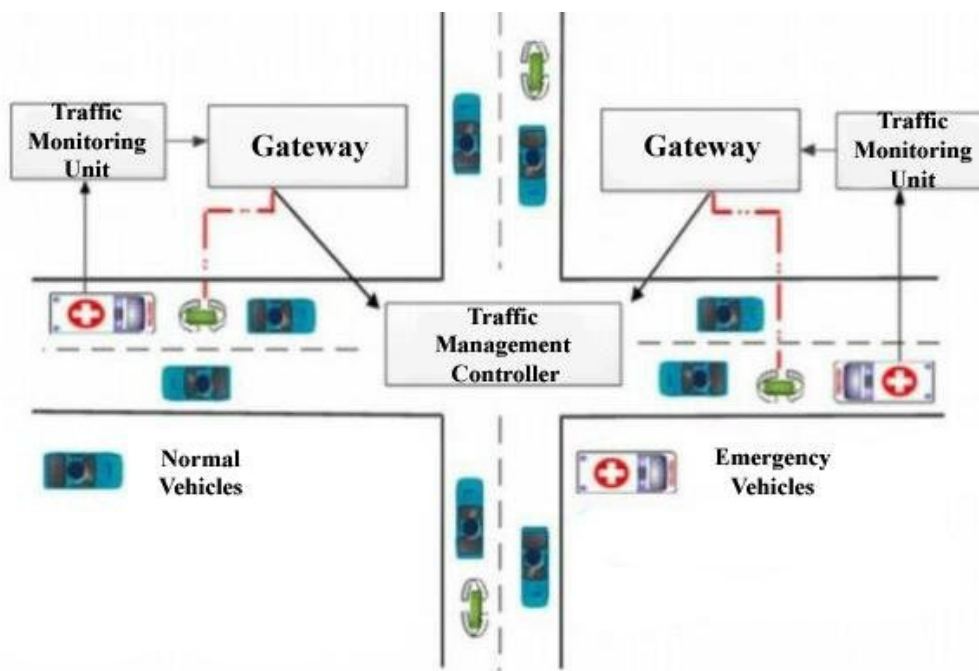 Traffic
Monitoring
Unit
Gateway
Gateway
Traffic
Monitoring
Unit
Traffic
Management
Controller
Normal
Vehicles
Emergency
Vehicles